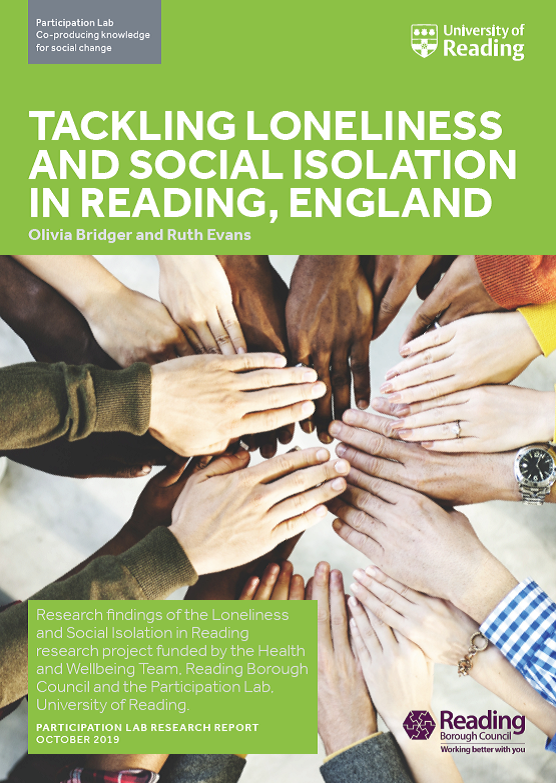 Participation Lab
Co-producing knowledge
for social change
University of
Reading
TACKLING LONELINESS
AND SOCIAL ISOLATION
IN READING, ENGLAND
Olivia Bridger and Ruth Evans
Research findings of the Loneliness
and Social Isolation in Reading
research project funded by the Health
and Wellbeing Team, Reading Borough
Council and the Participation Lab,
University of Reading.
PARTICIPATION LAB RESEARCH REPORT
OCTOBER 2019
Reading
Borough Council
Working better with you